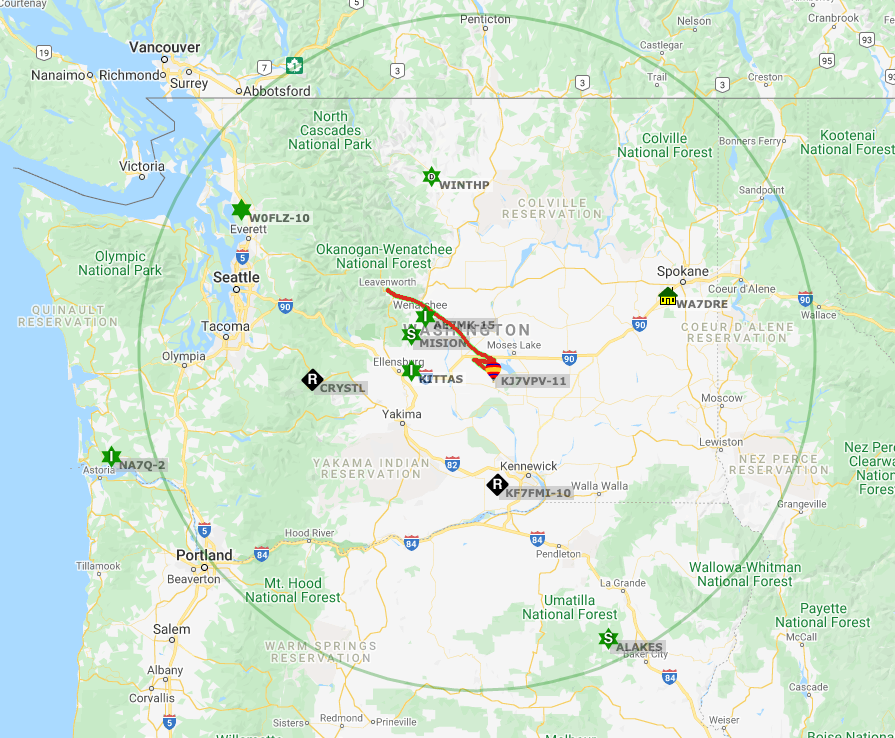 Courtenay
5
Penticton
Nelson
Cranbrook
Vancouver
19
Castlegar
93
Nanaimo
Richmond
7
1
3
95
Surrey
Trail
Creston
Abbotsford
3
3
North
Cascades
National Park
Colville
National Forest
Bonners Ferry
Kootenai
National Forest
Victoria
D
WINTHP
Sandpoint
COLVILLE
RESERVATION
W0FLZ-10
Everett
Olympic
National Park
5
Okanogan-Wenatchee
National Forest
Seattle
Spokane
Coeur d'Alene
Leavenworth
90
Wenatchee
WA7DRE
90
Wallace
QUINAULT
RESERVATION
I
AE7MK-15
90
COEUR D'ALENE
RESERVATION
Tacoma
S
MISION
WASHINGTON
Moses Lake
Olympia
Ellensburg
90
I
KITTAS
KJ7VPV-11
R
CRYSTL
Moscow
Yakima
Lewiston
I
NA7Q-2
Astoria
YAKAMA INDIAN
RESERVATION
82
Kennewick
NEZ PERCE
RESERVATION
Nez Perce
R
KF7FMI-10
Walla Walla
Grangeville
5
Hood River
84
84
84
Portland
Pendleton
Tillamook
Beaverton
Wallowa-Whitman
National Forest
Mt. Hood
National Forest
La Grande
Umatilla
National Forest
Payette
National Forest
Salem
S
ALAKES
McCall
WARM SPRINGS
RESERVATION
Baker City
Albany
84
Corvallis
Cascade
5
Sisters
Redmond
Prineville
Weiser
Willamette
Malheur
Boise National